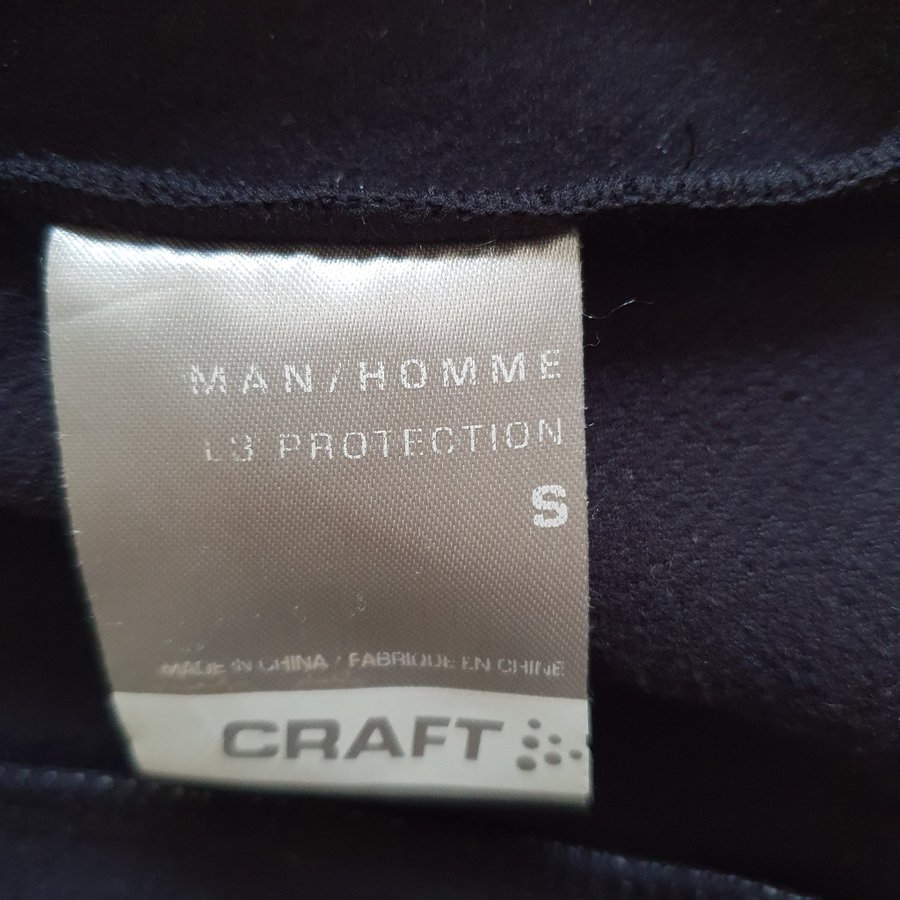 MAN/HOMME
L3 PROTECTION
S
MADE IN CHINA / FABRIQUE EN CHINE
CRAFT